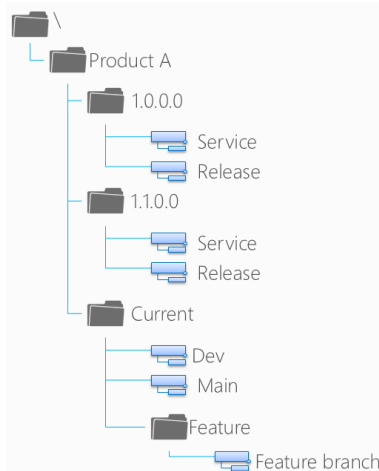 \
Product A
1.0.0.0
Service
Release
1.1.0.0
Service
Release
Current
Dev
Main
Feature
Feature branch